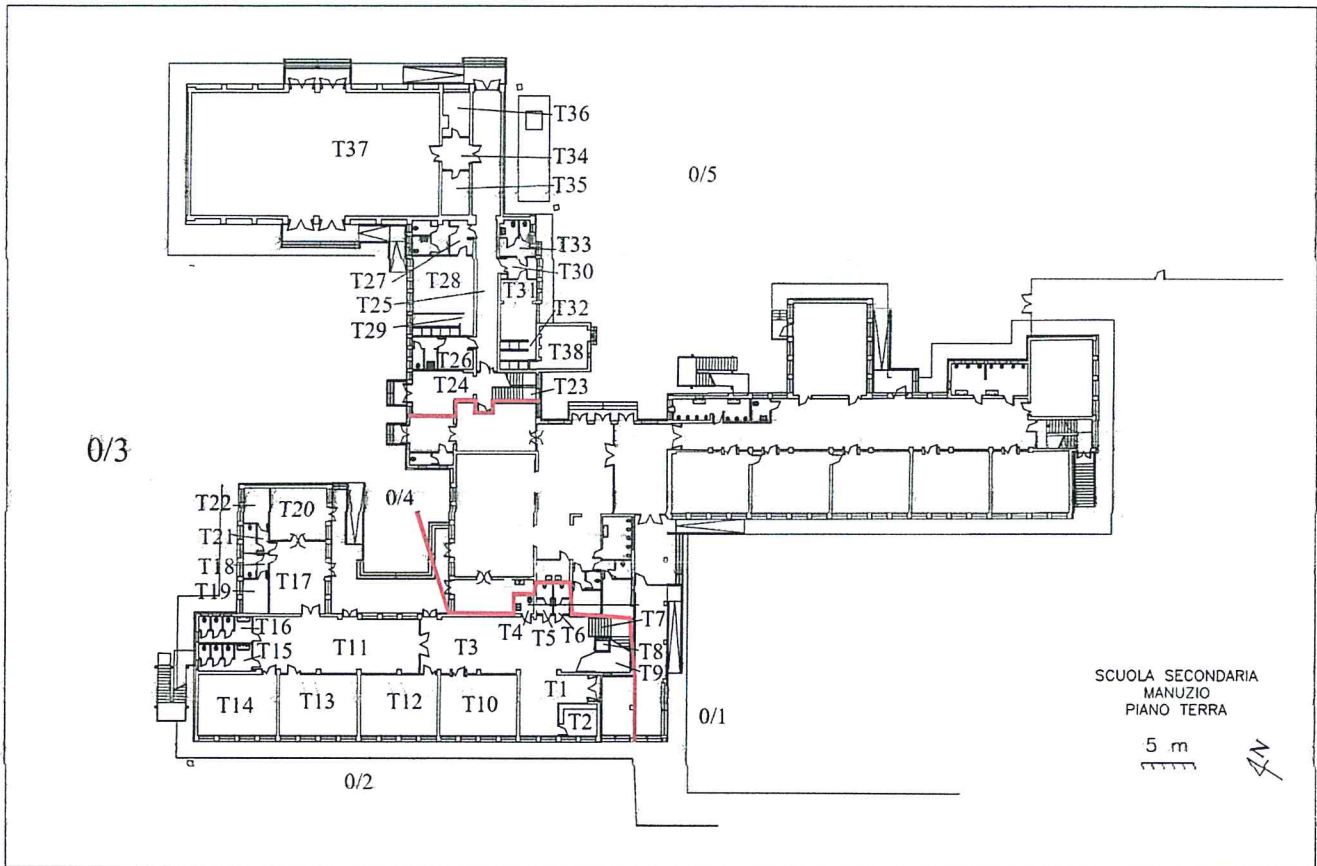 T36
T37
T34
T35
0/5
T33
T27
T28
T30
T25
T31
T32
T29
T38
T26
T24
T23
0/3
T22
T20
0/4
T21
T18
T17
T19
T16
T11
T3
T4
T5
T6
T7
T8
T15
T9
T14
T13
T12
T10
T1
T2
0/1
0/2
SCUOLA SECONDARIA
MANUZIO
PIANO TERRA
5 m
N